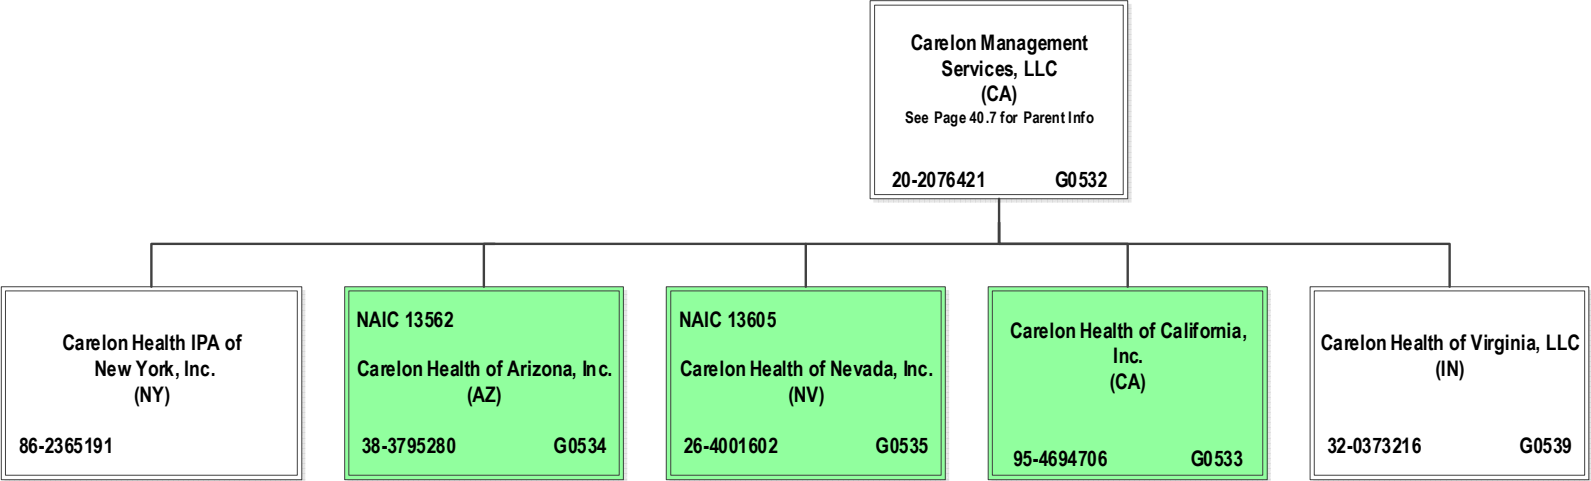 Carelon Management
Services, LLC
(CA)
See Page 40.7 for Parent Info
20-2076421 G0532
Carelon Health IPA of
New York, Inc.
(NY)
86-2365191
NAIC 13562
Carelon Health of Arizona, Inc.
(AZ)
38-3795280 G0534
NAIC 13605
Carelon Health of Nevada, Inc.
(NV)
26-4001602 G0535
Carelon Health of California,
Inc.
(CA)
95-4694706 G0533
Carelon Health of Virginia, LLC
(IN)
32-0373216 G0539